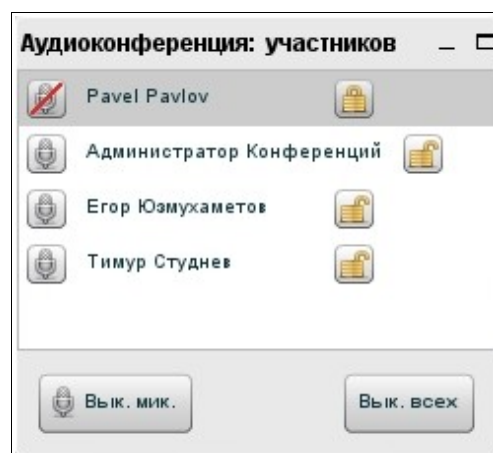 Аудиоконференция: участников
Pavel Pavlov
Администратор Конференций
Егор Юзмухаметов
Тимур Студнев
Вык. мик.
Вык. всех